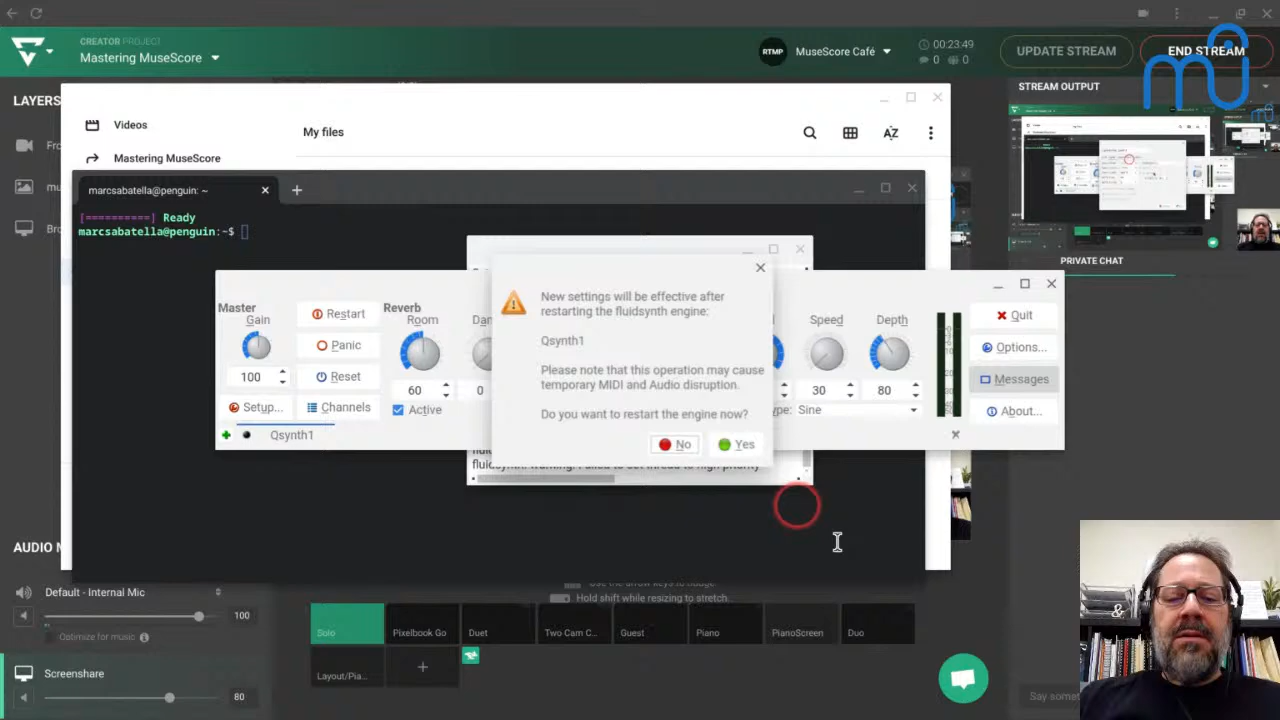 CREATOR PROJECT
Mastering MuseScore
RTMP
MuseScore Café
00:23:49
0 0
UPDATE STREAM
END STREAM
LAYERS
STREAM OUTPUT
Videos
My files
AZ
Mastering MuseScore
marcsabatella@penguin: ~
[==========] Ready
marcsabatella@penguin:~$
PRIVATE CHAT
New settings will be effective after
restarting the fluidsynth engine:
Qsynth1
Please note that this operation may cause
temporary MIDI and Audio disruption.
Do you want to restart the engine now?
No
Yes
Master
Gain
100
Restart
Panic
Reset
Setup...
Channels
Reverb
Room
60
Active
0
Speed
30
Depth
80
Sine
Quit
Options...
Messages
About...
Qsynth1
AUDIO
Default - Internal Mic
100
Optimize for music
Screenshare
80
Hold shift while resizing to stretch.
Solo
Pixelbook Go
Duet
Two Cam C...
Guest
Piano
PianoScreen
Duo
Layout/Pia...
+